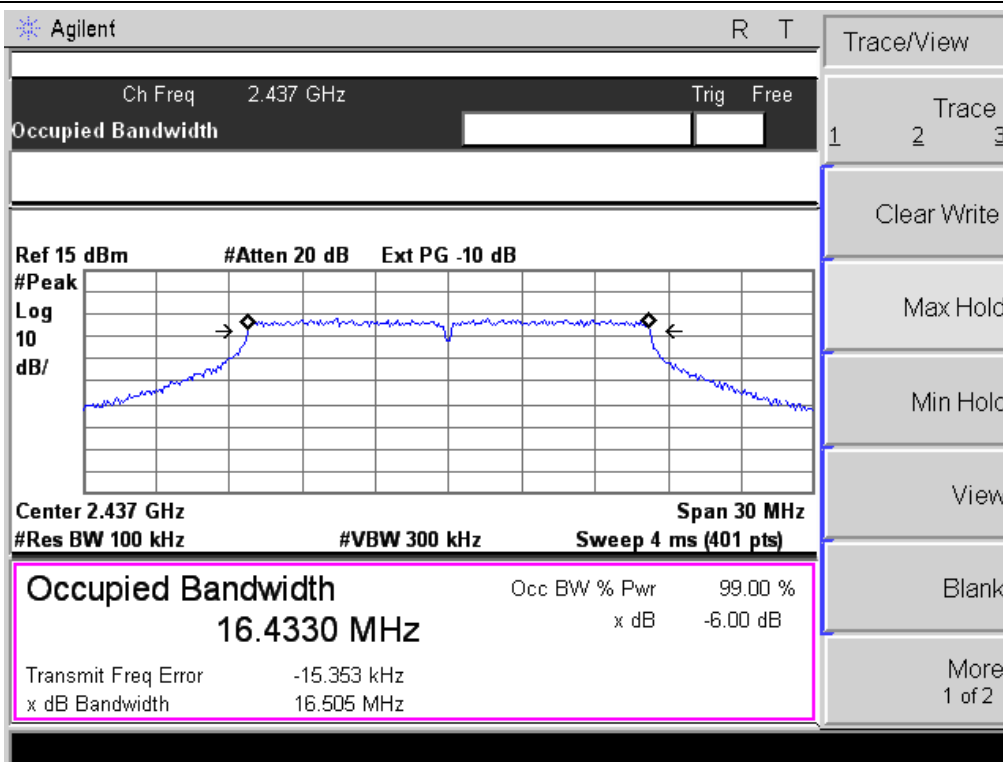 Agilent R T
Ch Freq 2.437 GHz Trig Free
Occupied Bandwidth
Ref 15 dBm #Atten 20 dB Ext PG -10 dB
#Peak
Log
10
dB/
Center 2.437 GHz Span 30 MHz
#Res BW 100 kHz #VBW 300 kHz Sweep 4 ms (401 pts)
Occupied Bandwidth Occ BW % Pwr 99.00 %
16.4330 MHz x dB -6.00 dB
Transmit Freq Error -15.353 kHz
x dB Bandwidth 16.505 MHz
Trace/View
Trace
1 2 3
Clear Write
Max Hold
Min Hold
View
Blank
More
1 of 2